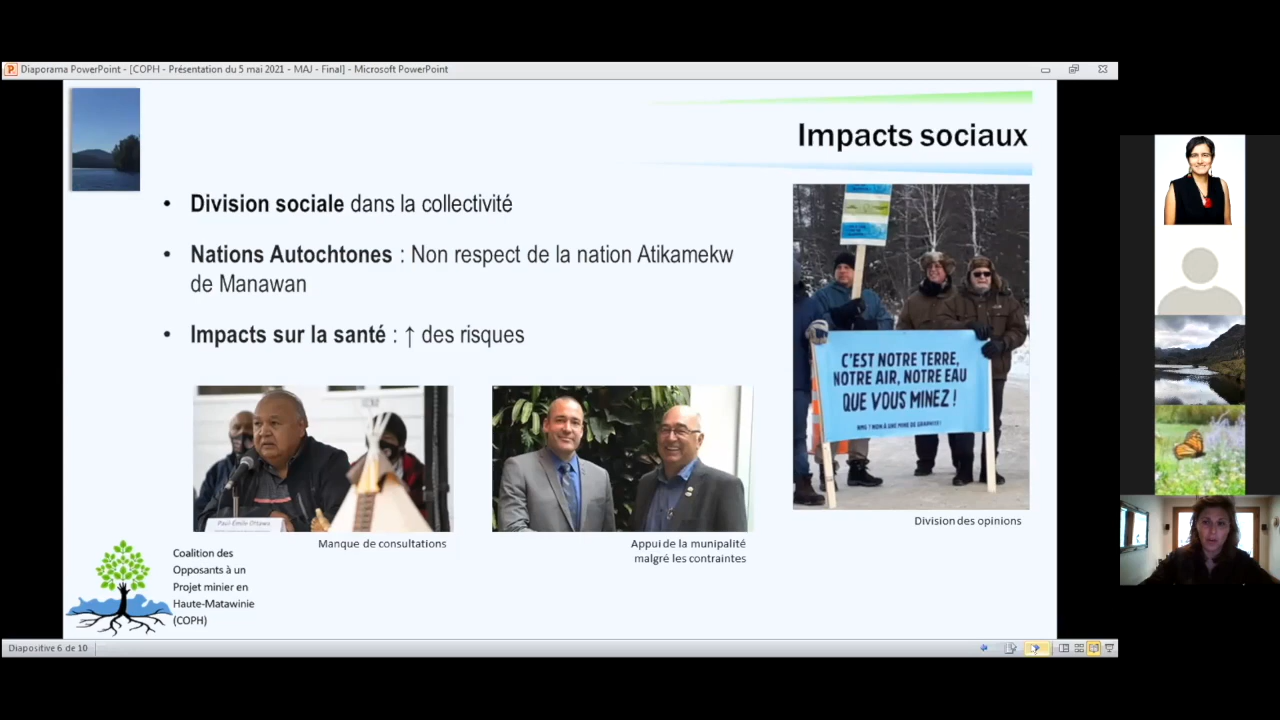 Diaporama PowerPoint - [COPH - Présentation du 5 mai 2021 - MAJ - Final] - Microsoft PowerPoint
Impacts sociaux
• Division sociale dans la collectivité
• Nations Autochtones : Non respect de la nation Atikamekw
de Manawan
• Impacts sur la santé : ↑ des risques
C'EST NOTRE TERRE,
NOTRE AIR, NOTRE EAU
QUE VOUS MINEZ !
Division des opinions
Paul-Émile Ottawa
Manque de consultations
Appui de la munipalité
malgré les contraintes
Coalition des
Opposants à un
Projet minier en
Haute-Matawinie
(COPH)
Diapositive 6 de 10